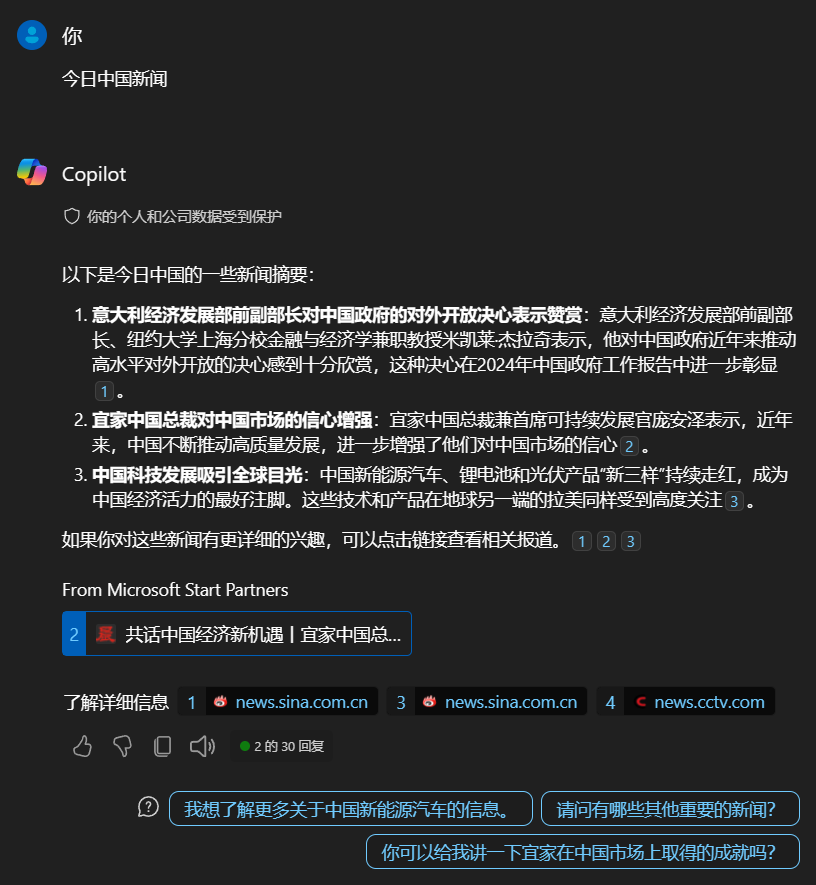 你
今日中国新闻
Copilot
你的个人和公司数据受到保护
以下是今日中国的一些新闻摘要：
1. 意大利经济发展部前副部长对中国政府的对外开放决心表示赞赏：意大利经济发展部前副部
长、纽约大学上海分校金融与经济学兼职教授米凯莱·杰拉奇表示，他对中国政府近年来推动
高水平对外开放的决心感到十分欣赏，这种决心在2024年中国政府工作报告中进一步彰显
1 。
2. 宜家中国总裁对中国市场的信心增强：宜家中国总裁兼首席可持续发展官庞安泽表示，近年
来，中国不断推动高质量发展，进一步增强了他们对中国市场的信心 2 。
3. 中国科技发展吸引全球目光：中国新能源汽车、锂电池和光伏产品“新三样”持续走红，成为
中国经济活力的最好注脚。这些技术和产品在地球另一端的拉美同样受到高度关注 3 。
如果你对这些新闻有更详细的兴趣，可以点击链接查看相关报道。 1 2 3
From Microsoft Start Partners
2 共话中国经济新机遇丨宜家中国总...
了解详细信息 1 news.sina.com.cn 3 news.sina.com.cn 4 news.cctv.com
2 的 30 回复
我想了解更多关于中国新能源汽车的信息。 请问有哪些其他重要的新闻？
你可以给我讲一下宜家在中国市场上取得的成就吗？